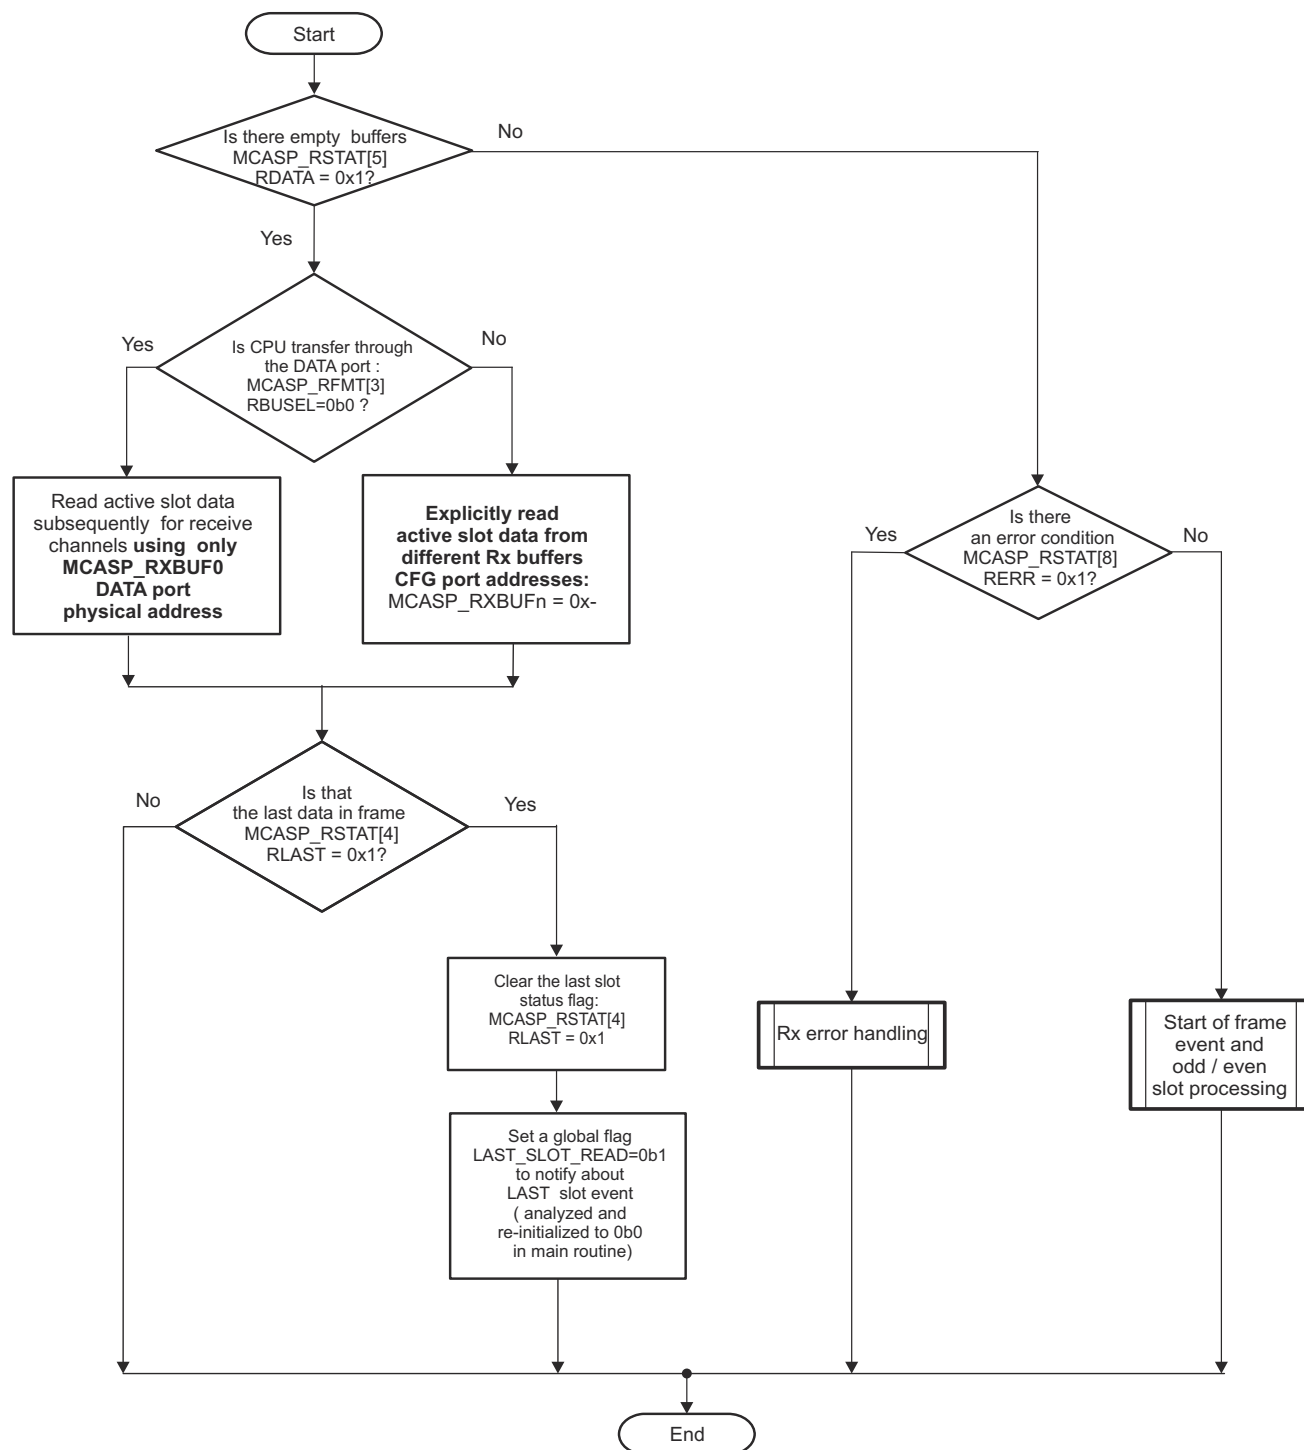 Start
Is there empty buffers
MCASP_RSTAT[5]
RDATA = 0x1?
No
Yes
Is CPU transfer through
the DATA port :
MCASP_RFMT[3]
RBUSEL=0b0 ?
Yes
No
Read active slot data
subsequently for receive
channels using only
MCASP_RXBUF0
DATA port
physical address
Explicitly read
active slot data from
different Rx buffers
CFG port addresses:
MCASP_RXBUFn = 0x-
Is there
an error condition
MCASP_RSTAT[8]
RERR = 0x1?
Yes
No
Is that
the last data in frame
MCASP_RSTAT[4]
RLAST = 0x1?
No
Yes
Clear the last slot
status flag:
MCASP_RSTAT[4]
RLAST = 0x1
Rx error handling
Start of frame
event and
odd / even
slot processing
Set a global flag
LAST_SLOT_READ=0b1
to notify about
LAST slot event
( analyzed and
re-initialized to 0b0
in main routine)
End